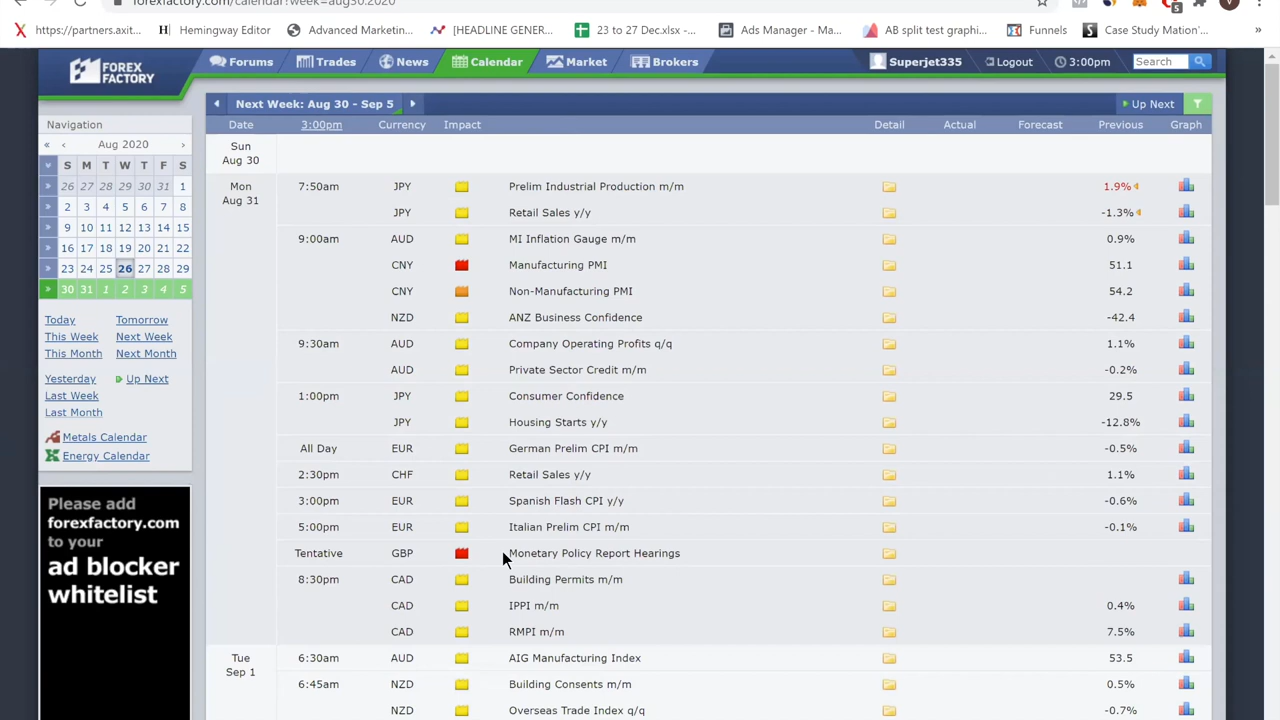 forexfactory.com/calendar?week=aug30.2020
5
https://partners.axit...
Hemingway Editor
Advanced Marketin...
[HEADLINE GENER...
23 to 27 Dec.xlsx -...
Ads Manager - Ma...
AB split test graphi...
Funnels
Case Study Mation'...
»
FOREX FACTORY
Forums
Trades
News
Calendar
Market
Brokers
Superjet335
Logout
3:00pm
Search
Navigation
« ‹ Aug 2020 ›
S M T W T F S
26 27 28 29 30 31 1
2 3 4 5 6 7 8
9 10 11 12 13 14 15
16 17 18 19 20 21 22
23 24 25 26 27 28 29
30 31 1 2 3 4 5
Today Tomorrow
This Week Next Week
This Month Next Month
Yesterday Up Next
Last Week
Last Month
Metals Calendar
Energy Calendar
Please add
forexfactory.com
to your
ad blocker
whitelist
Next Week: Aug 30 - Sep 5
Up Next
Date 3:00pm Currency Impact Detail Actual Forecast Previous Graph
Sun
Aug 30
Mon
Aug 31
7:50am JPY Prelim Industrial Production m/m 1.9%
JPY Retail Sales y/y -1.3%
9:00am AUD MI Inflation Gauge m/m 0.9%
CNY Manufacturing PMI 51.1
CNY Non-Manufacturing PMI 54.2
NZD ANZ Business Confidence -42.4
9:30am AUD Company Operating Profits q/q 1.1%
AUD Private Sector Credit m/m -0.2%
1:00pm JPY Consumer Confidence 29.5
JPY Housing Starts y/y -12.8%
All Day EUR German Prelim CPI m/m -0.5%
2:30pm CHF Retail Sales y/y 1.1%
3:00pm EUR Spanish Flash CPI y/y -0.6%
5:00pm EUR Italian Prelim CPI m/m -0.1%
Tentative GBP Monetary Policy Report Hearings
8:30pm CAD Building Permits m/m
CAD IPPI m/m 0.4%
CAD RMPI m/m 7.5%
Tue
Sep 1
6:30am AUD AIG Manufacturing Index 53.5
6:45am NZD Building Consents m/m 0.5%
NZD Overseas Trade Index q/q -0.7%